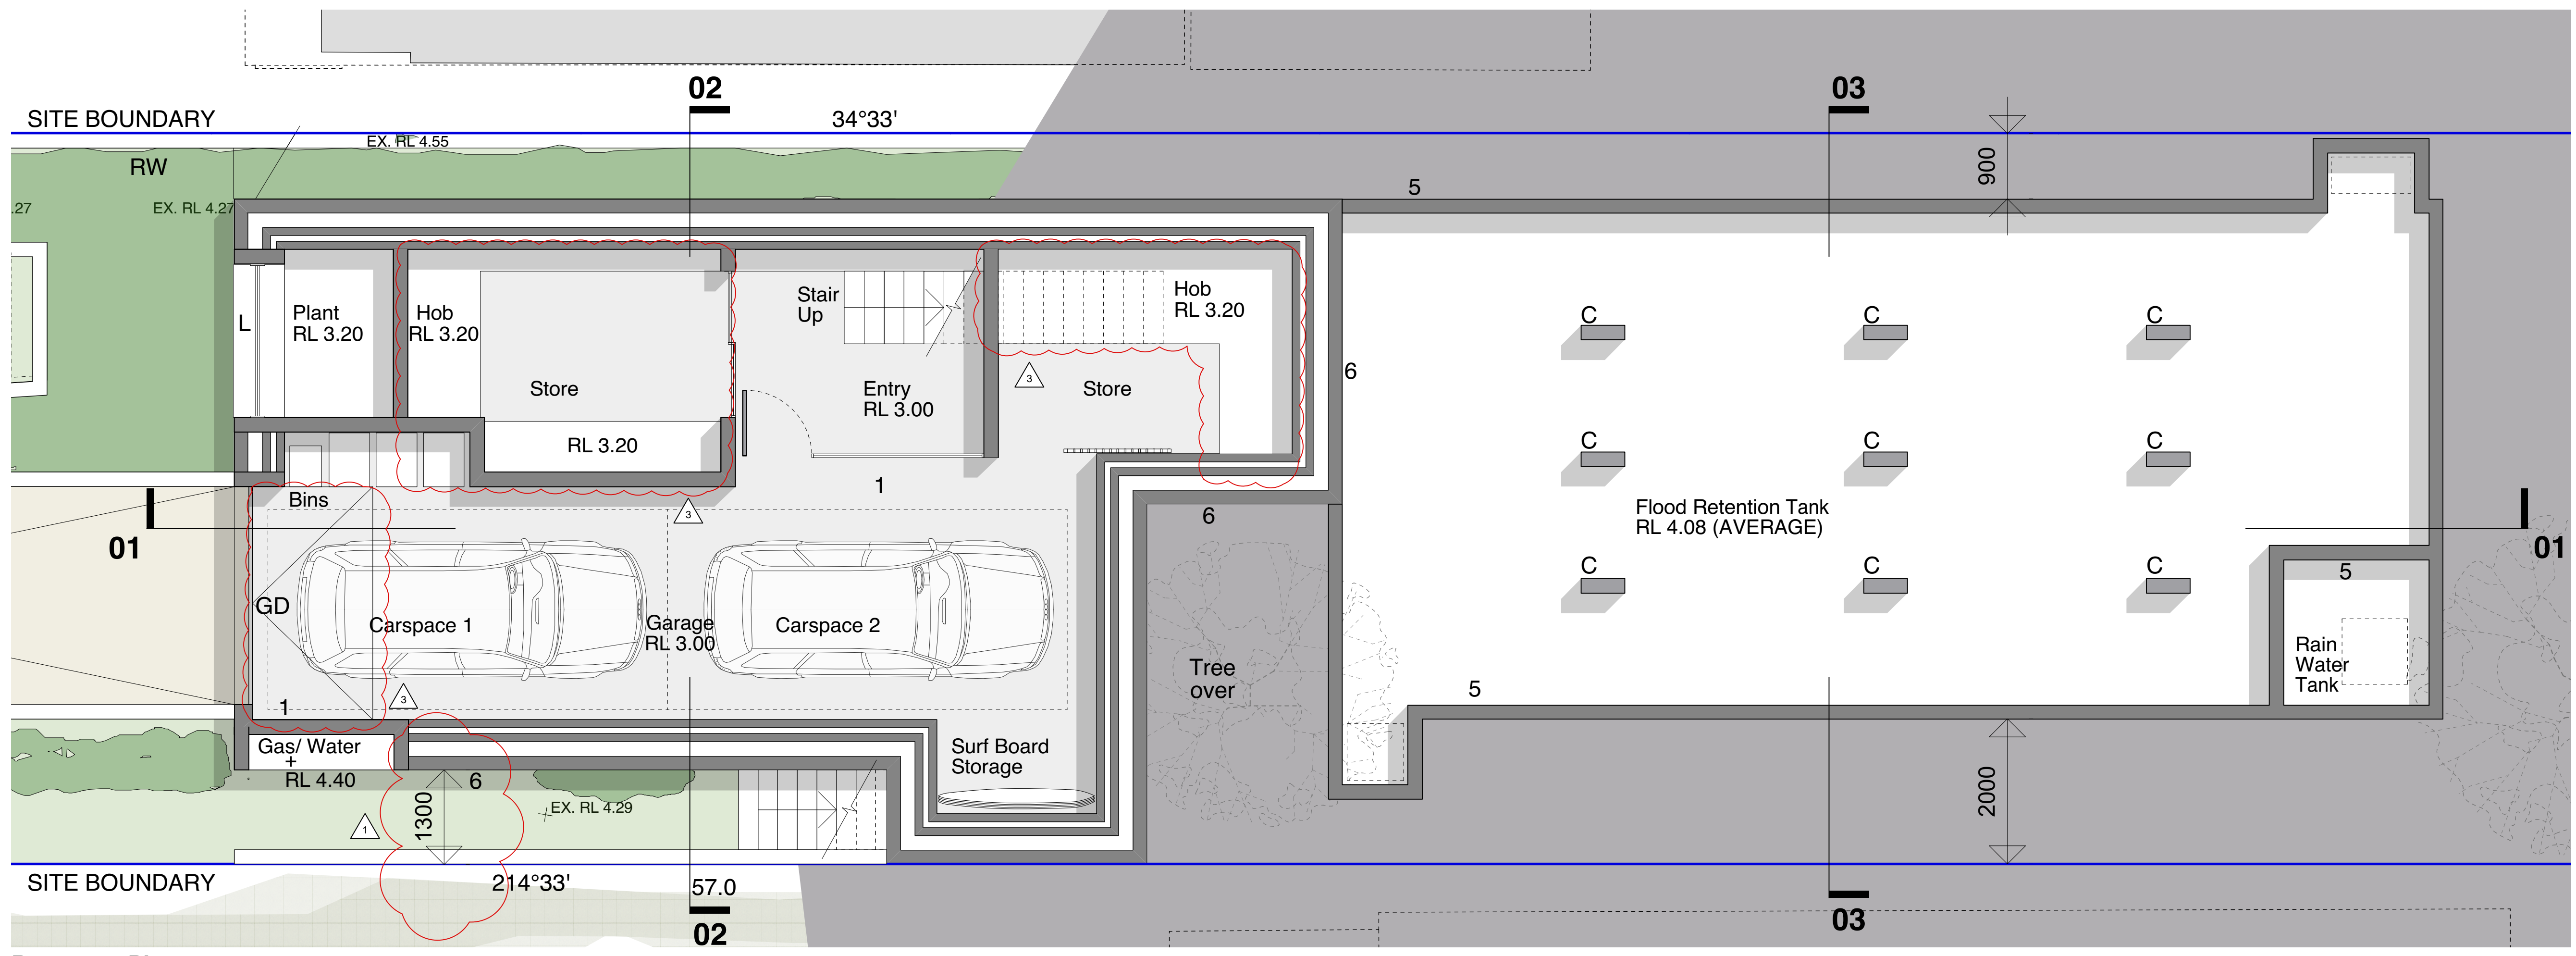 02
03
SITE BOUNDARY
34°33'
EX. RL 4.55
RW
900
5
.27
EX. RL 4.27
L
Plant
RL 3.20
Hob
RL 3.20
Stair
Up
Hob
RL 3.20
C
C
C
6
3
Store
Entry
RL 3.00
Store
RL 3.20
C
C
C
1
Bins
3
6
Flood Retention Tank
RL 4.08 (AVERAGE)
01
01
C
C
C
5
GD
Carspace 1
Garage
RL 3.00
Carspace 2
Tree
over
Rain
Water
Tank
3
1
5
Gas/ Water
+
RL 4.40
6
Surf Board
Storage
1300
EX. RL 4.29
2000
1
SITE BOUNDARY
214°33'
57.0
02
03